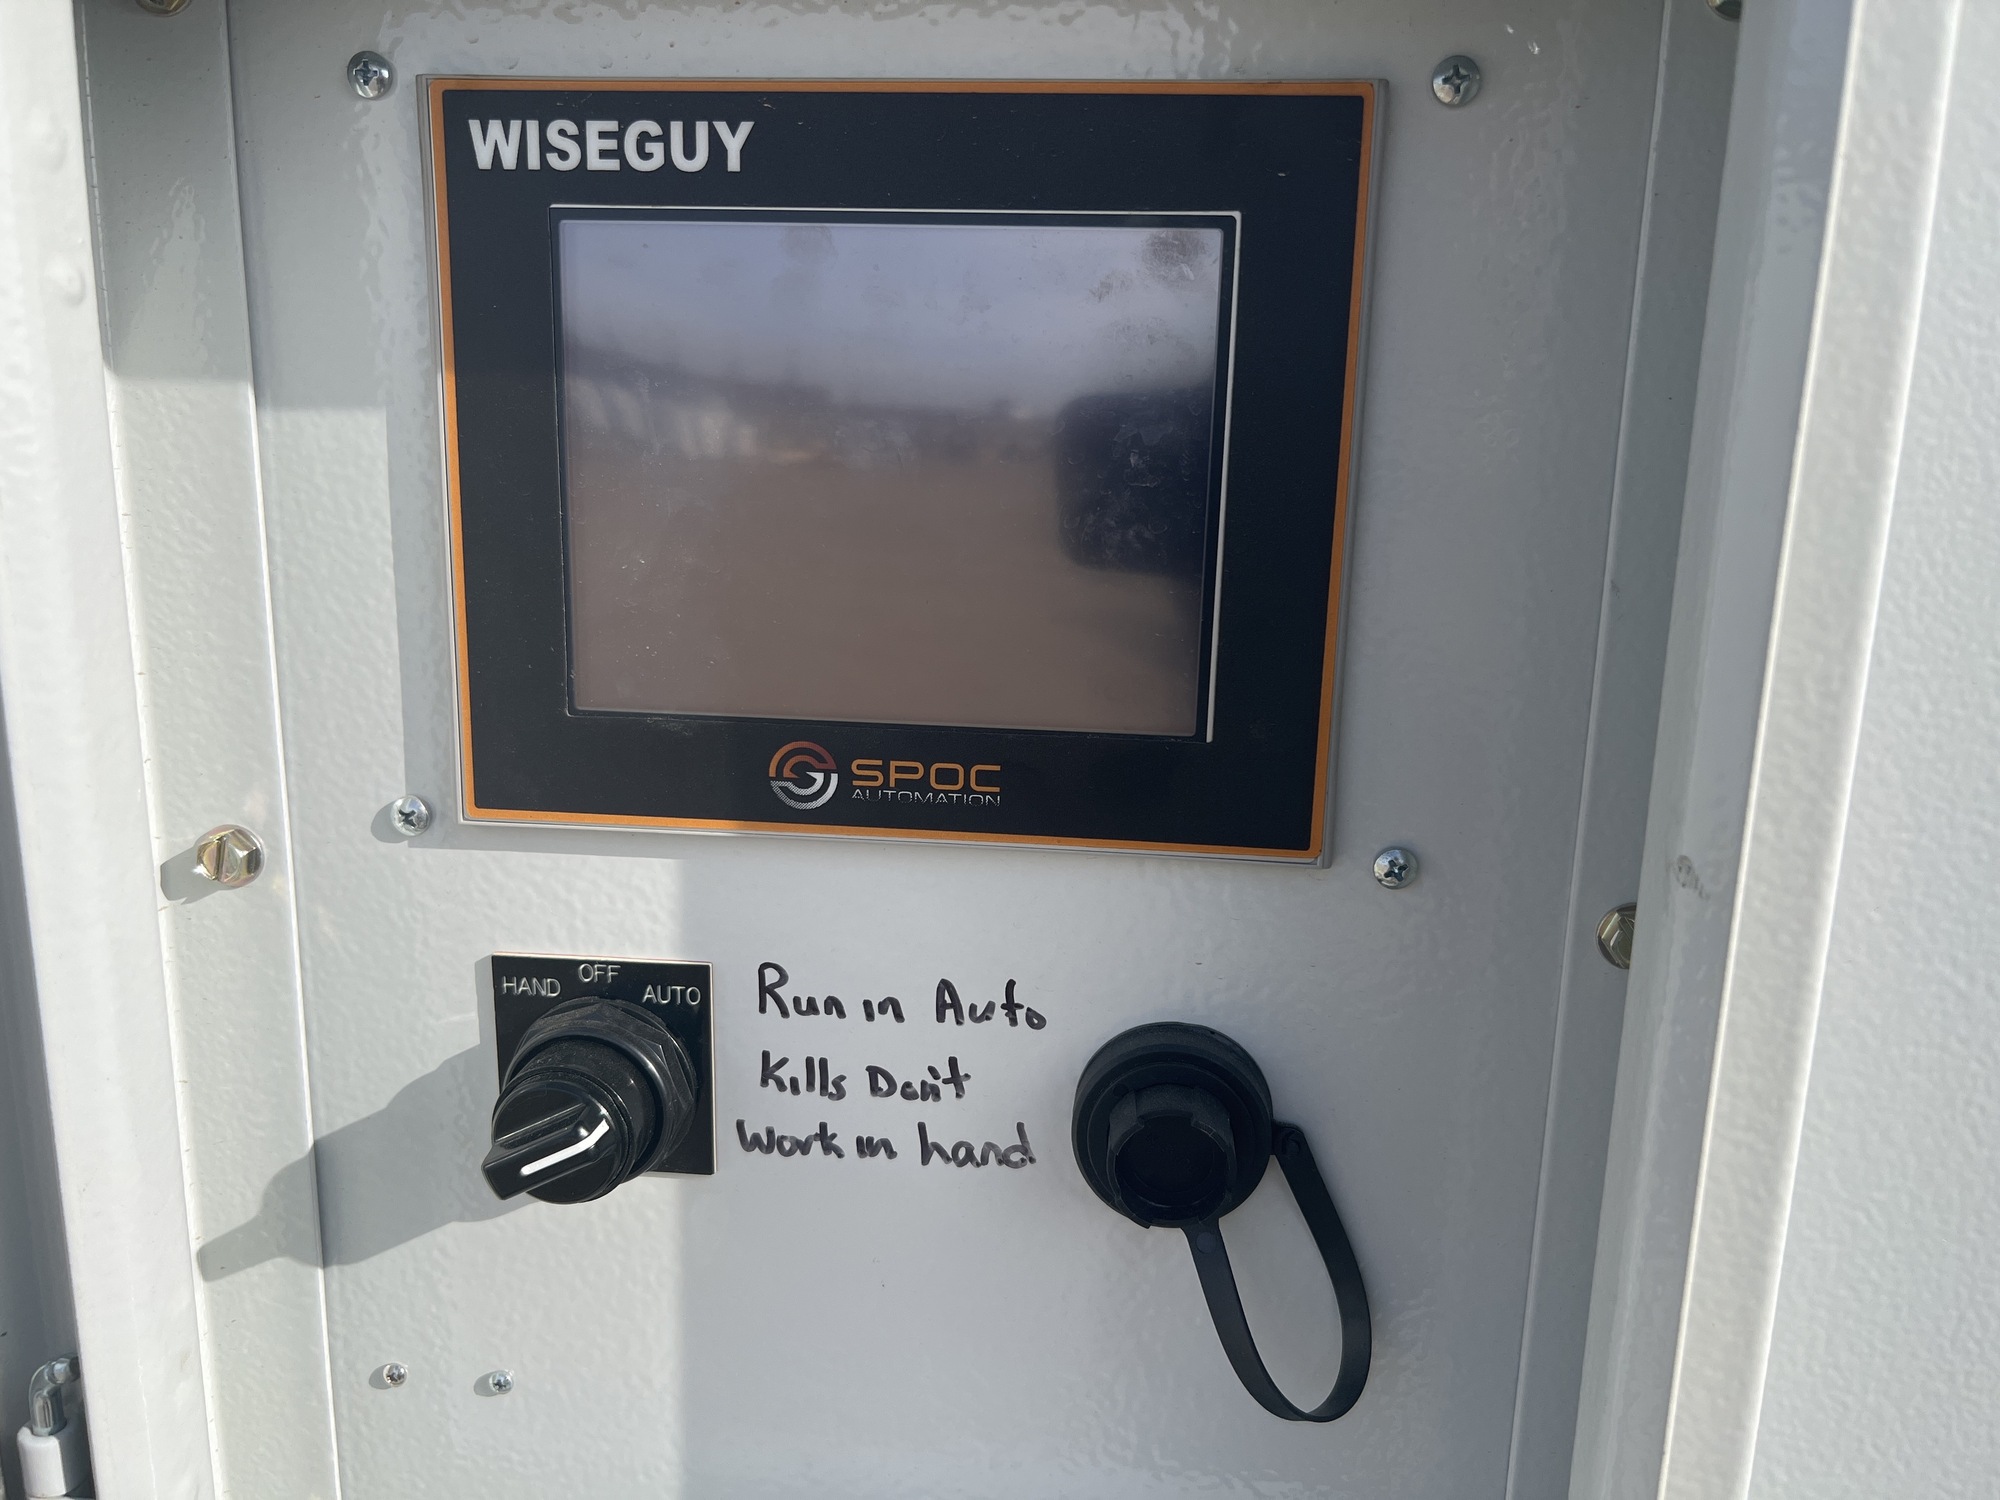 WISEGUY
SPOC
AUTOMATION
HAND OFF AUTO
Run in Auto
Kills Don't
Work in hand